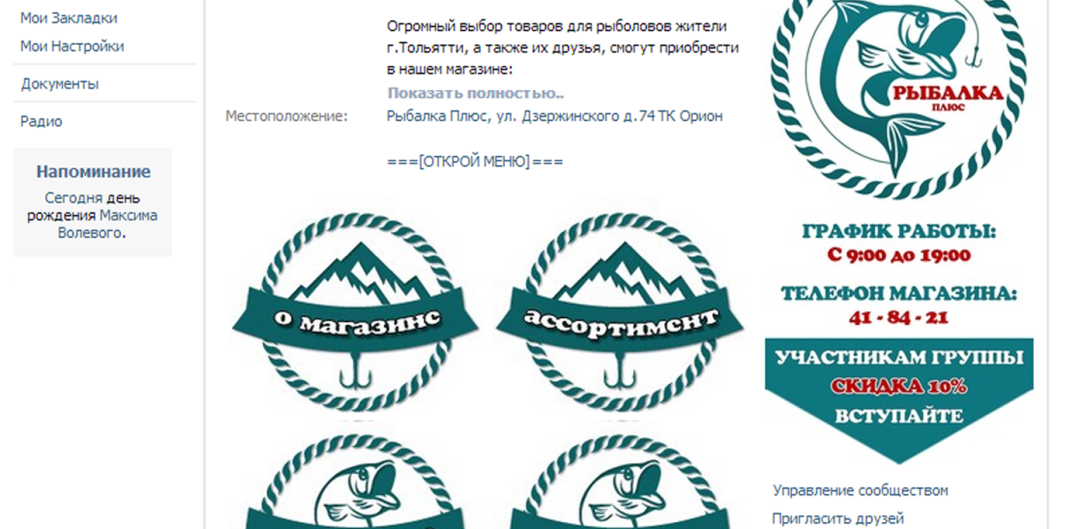 Мои Закладки
Мои Настройки
Документы
Радио
Напоминание
Сегодня день
рождения Максима
Волевого.
Огромный выбор товаров для рыболовов жители
г.Тольятти, а также их друзья, смогут приобрести
в нашем магазине:
Показать полностью..
Местоположение:
Рыбалка Плюс, ул. Дзержинского д.74 ТК Орион
===[ОТКРОЙ МЕНЮ]===
о магазине
ассортимент
РЫБАЛКА
ПЛЮС
ГРАФИК РАБОТЫ:
С 9:00 до 19:00
ТЕЛЕФОН МАГАЗИНА:
41 - 84 - 21
УЧАСТНИКАМ ГРУППЫ
СКИДКА 10%
ВСТУПАЙТЕ
Управление сообществом
Пригласить друзей